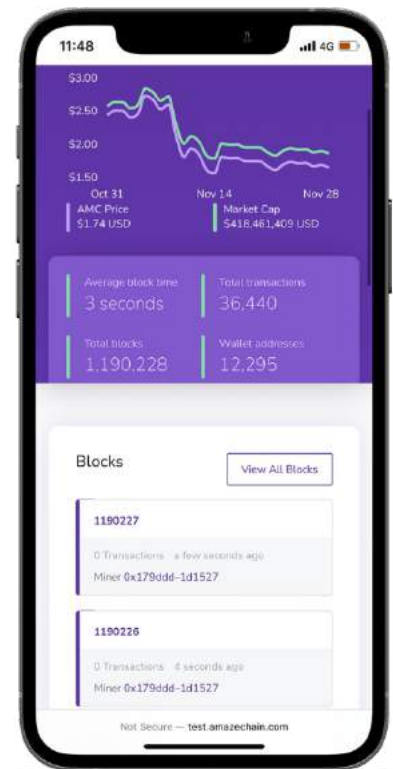 11:48
4G
$3.00
$2.50
$2.00
$1.50
Oct 31 Nov 14 Nov 28
AMC Price Market Cap
$1.74 USD $418,461,409 USD
Average block time Total transactions
3 seconds 36,440
Total blocks Wallet addresses
1,190,228 12,295
Blocks View All Blocks
1190227
0 Transactions a few seconds ago
Miner 0x179ddd-1d1527
1190226
0 Transactions 4 seconds ago
Miner 0x179ddd-1d1527
Not Secure — test.amazechain.com